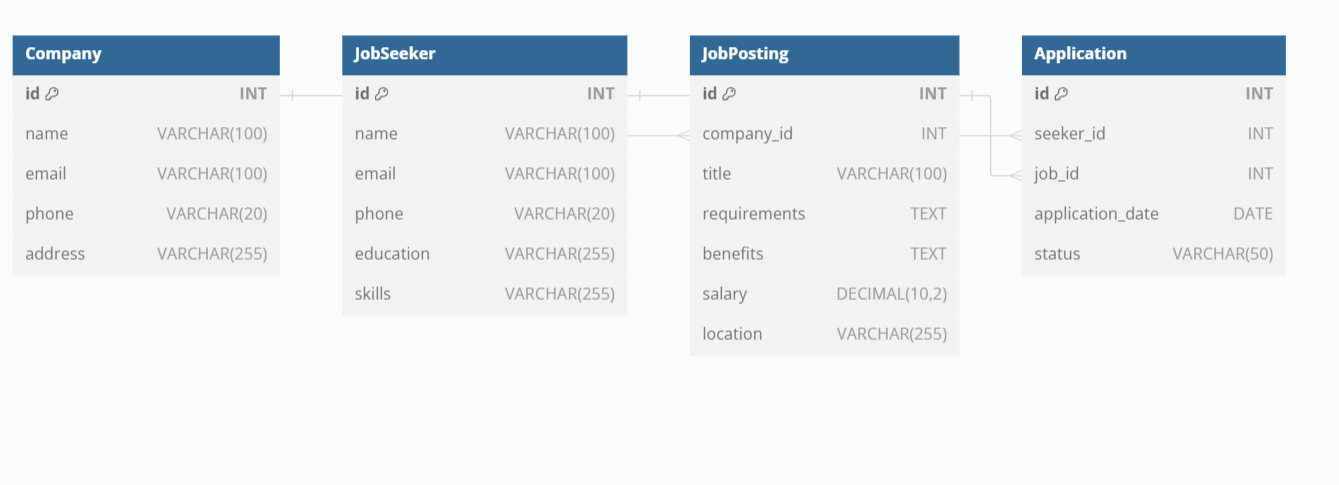 Company
id INT
name VARCHAR(100)
email VARCHAR(100)
phone VARCHAR(20)
address VARCHAR(255)
JobSeeker
id INT
name VARCHAR(100)
email VARCHAR(100)
phone VARCHAR(20)
education VARCHAR(255)
skills VARCHAR(255)
JobPosting
id INT
company_id INT
title VARCHAR(100)
requirements TEXT
benefits TEXT
salary DECIMAL(10,2)
location VARCHAR(255)
Application
id INT
seeker_id INT
job_id INT
application_date DATE
status VARCHAR(50)